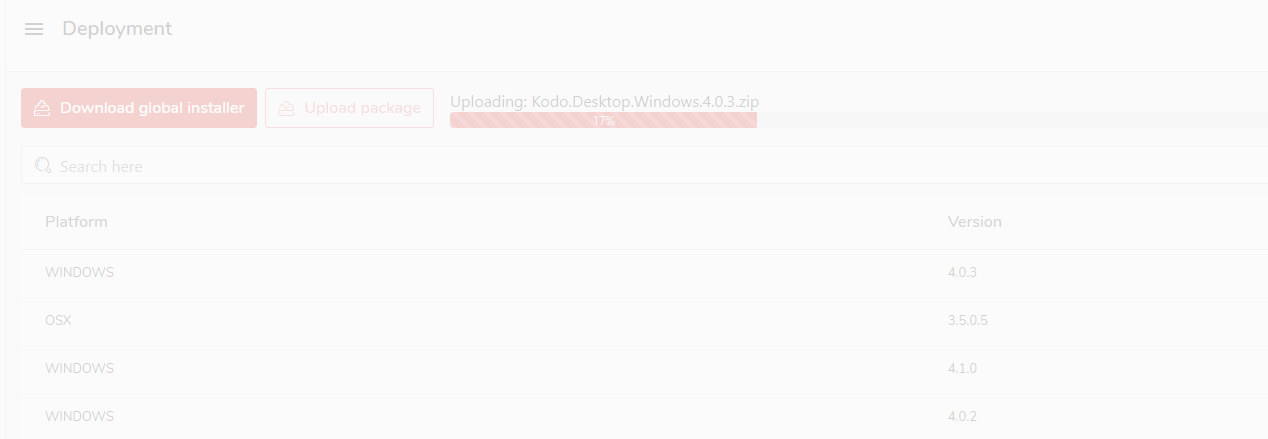 Deployment
Download global installer
Upload package
Uploading: Kodo.Desktop.Windows.4.0.3.zip
17%
Search here
Platform Version
WINDOWS 4.0.3
OSX 3.5.0.5
WINDOWS 4.1.0
WINDOWS 4.0.2